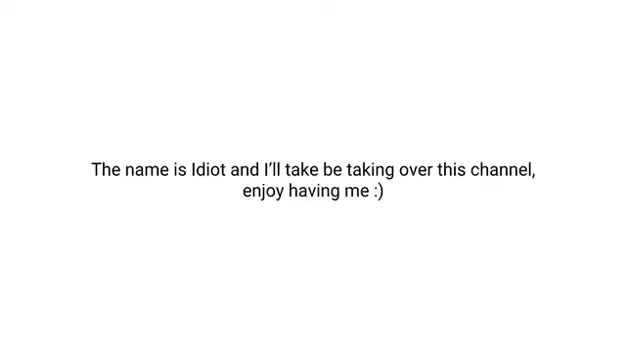 The name is Idiot and I’ll take be taking over this channel,
enjoy having me :)